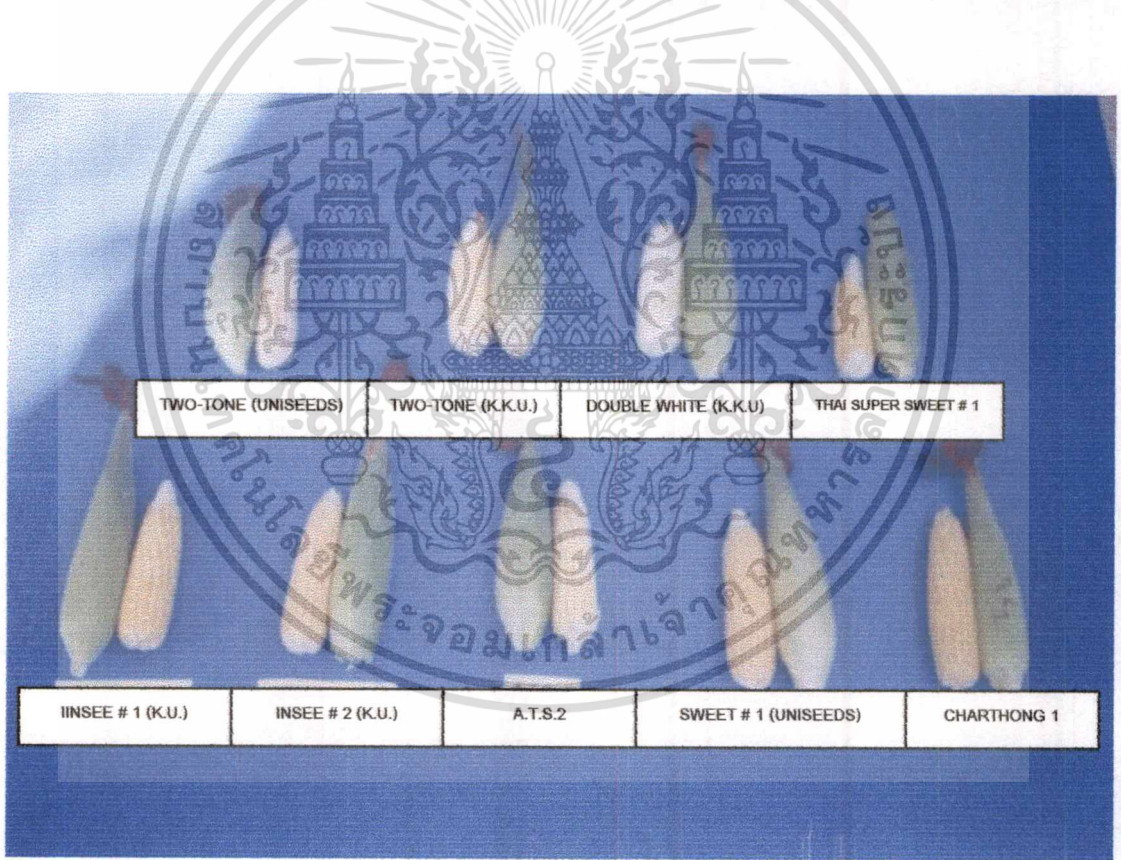 TWO-TONE (UNISEEDS) TWO-TONE (K.K.U.) DOUBLE WHITE (K.K.U) THAI SUPER SWEET # 1
IINSEE # 1 (K.U.) INSEE # 2 (K.U.) A.T.S.2 SWEET # 1 (UNISEEDS) CHARTHONG 1